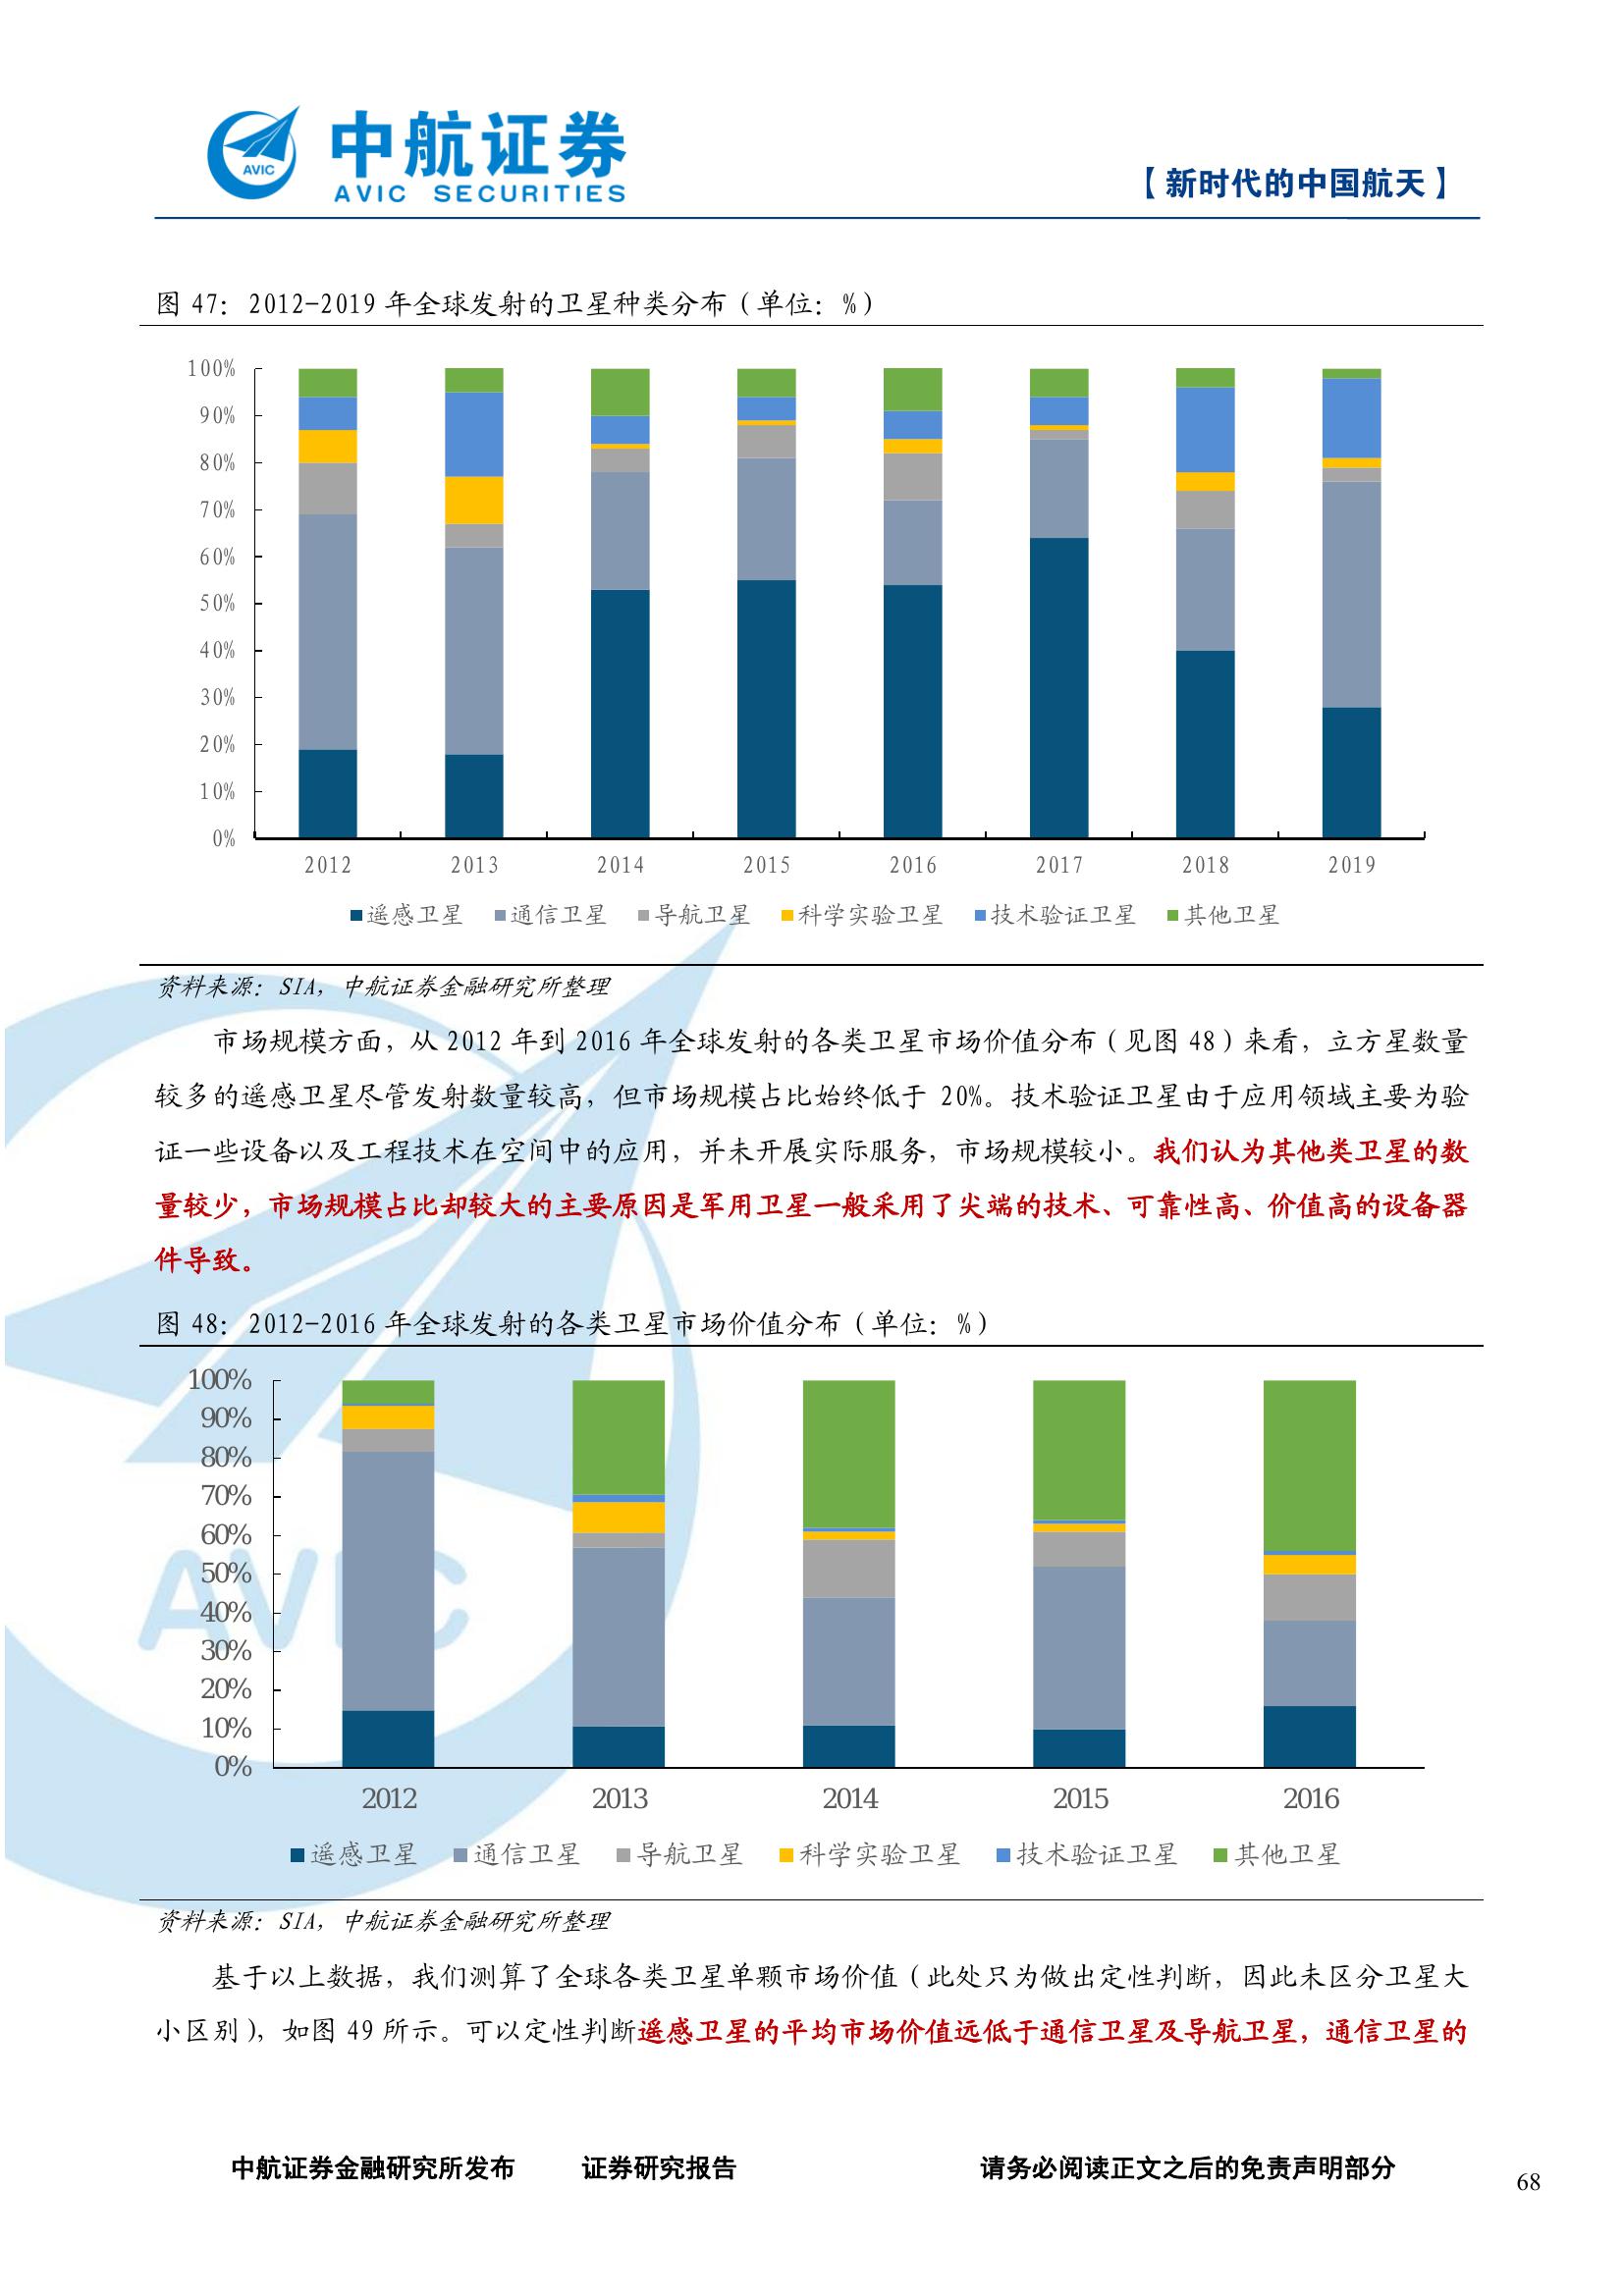 中航证券
AVIC SECURITIES
AVIC
【新时代的中国航天】
图 47：2012-2019 年全球发射的卫星种类分布（单位：%）
100%
90%
80%
70%
60%
50%
40%
30%
20%
10%
0%
2012 2013 2014 2015 2016 2017 2018 2019
遥感卫星 通信卫星 导航卫星 科学实验卫星 技术验证卫星 其他卫星
资料来源：SIA，中航证券金融研究所整理
市场规模方面，从 2012 年到 2016 年全球发射的各类卫星市场价值分布（见图 48）来看，立方星数量
较多的遥感卫星尽管发射数量较高，但市场规模占比始终低于 20%。技术验证卫星由于应用领域主要为验
证一些设备以及工程技术在空间中的应用，并未开展实际服务，市场规模较小。我们认为其他类卫星的数
量较少，市场规模占比却较大的主要原因是军用卫星一般采用了尖端的技术、可靠性高、价值高的设备器
件导致。
图 48：2012-2016 年全球发射的各类卫星市场价值分布（单位：%）
100%
90%
80%
70%
60%
50%
40%
30%
20%
10%
0%
2012 2013 2014 2015 2016
遥感卫星 通信卫星 导航卫星 科学实验卫星 技术验证卫星 其他卫星
AVIC
资料来源：SIA，中航证券金融研究所整理
基于以上数据，我们测算了全球各类卫星单颗市场价值（此处只为做出定性判断，因此未区分卫星大
小区别），如图 49 所示。可以定性判断遥感卫星的平均市场价值远低于通信卫星及导航卫星，通信卫星的
中航证券金融研究所发布 证券研究报告 请务必阅读正文之后的免责声明部分
68